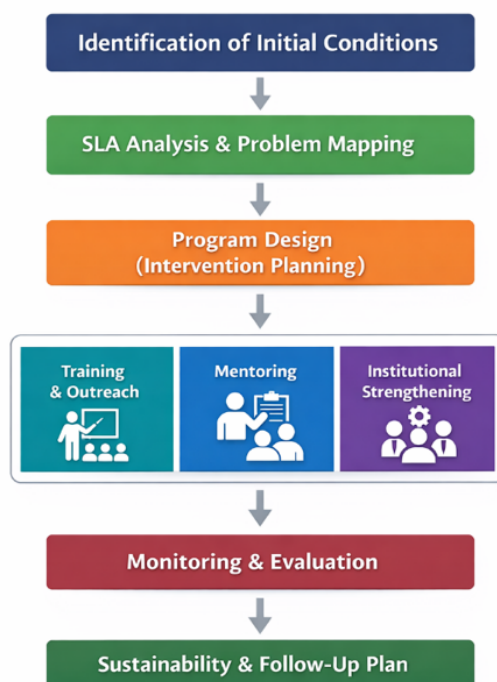 Identification of Initial Conditions
SLA Analysis & Problem Mapping
Program Design
(Intervention Planning)
Training
& Outreach
Mentoring
Institutional
Strengthening
Monitoring & Evaluation
Sustainability & Follow-Up Plan